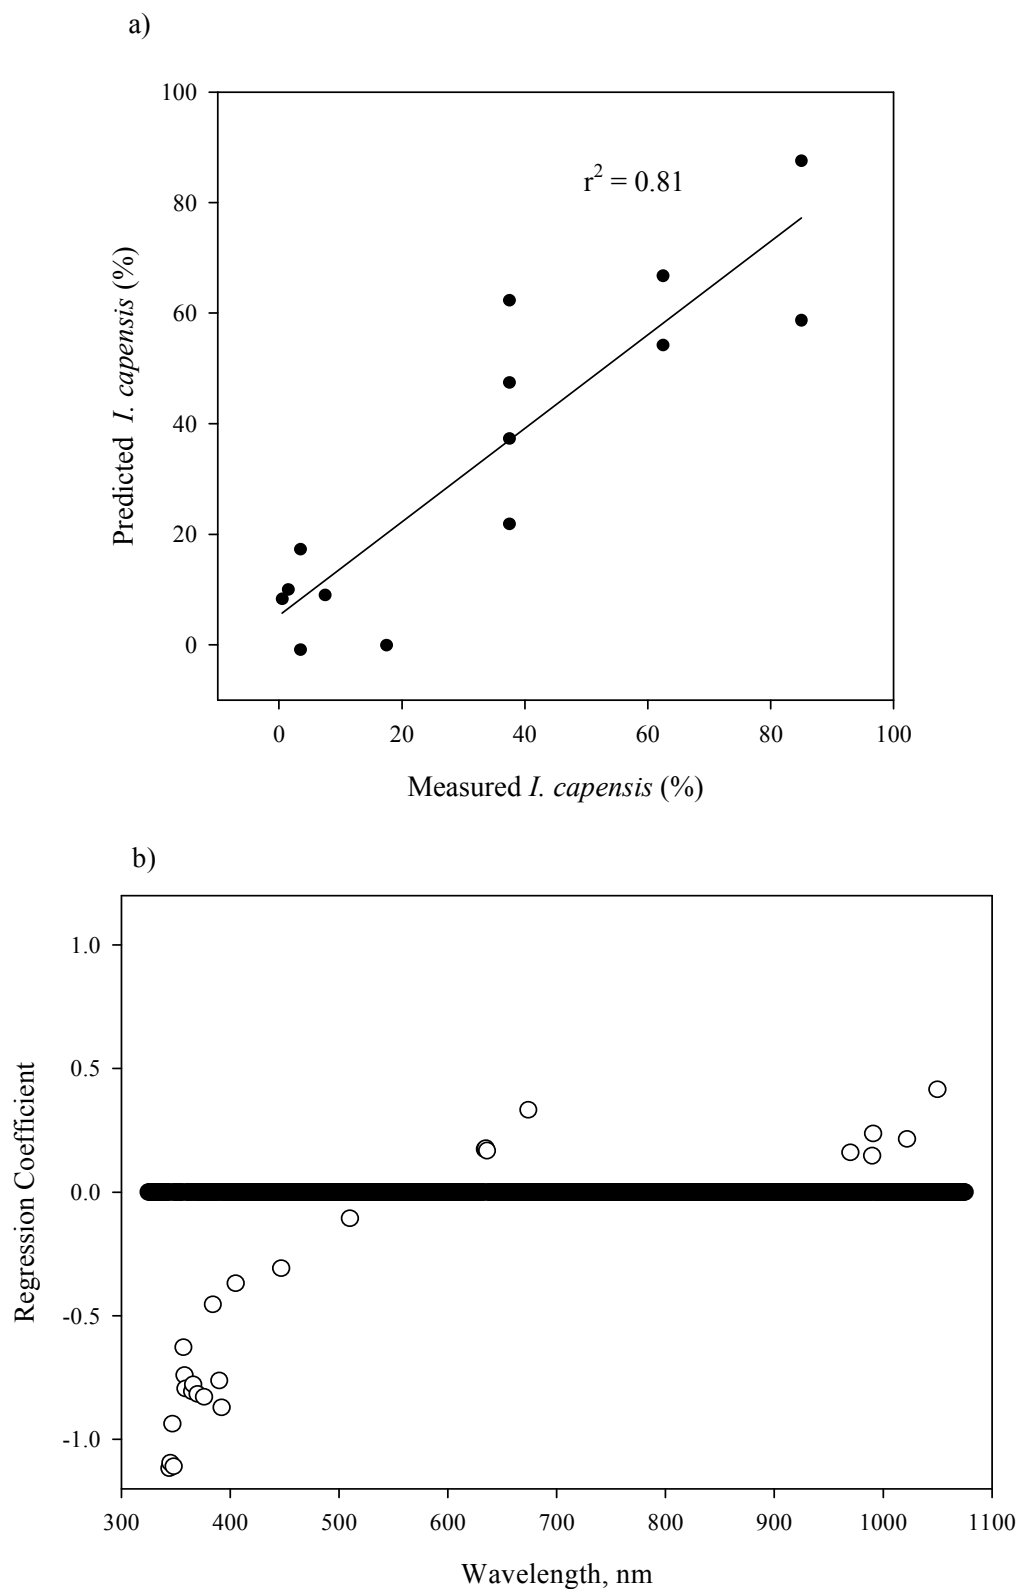 a)
100
80
60
40
20
0
r² = 0.81
Predicted I. capensis (%)
0 20 40 60 80 100
Measured I. capensis (%)
b)
1.0
0.5
0.0
-0.5
-1.0
Regression Coefficient
300 400 500 600 700 800 900 1000 1100
Wavelength, nm